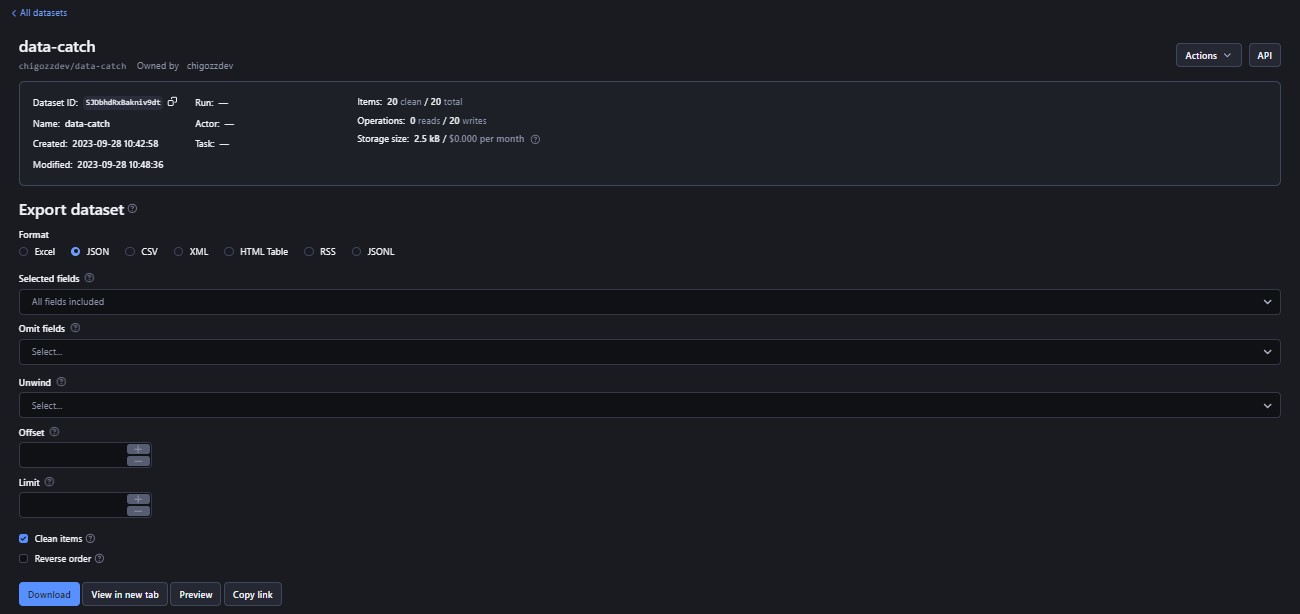 All datasets
data-catch
chigozzdev/data-catch Owned by chigozzdev
Actions
API
Dataset ID: SJDbhdRxBakniv9dt
Name: data-catch
Created: 2023-09-28 10:42:58
Modified: 2023-09-28 10:48:36
Run: —
Actor: —
Task: —
Items: 20 clean / 20 total
Operations: 0 reads / 20 writes
Storage size: 2.5 kB / $0.000 per month
Export dataset
Format
Excel JSON CSV XML HTML Table RSS JSONL
Selected fields
All fields included
Omit fields
Select...
Unwind
Select...
Offset
Limit
Clean items
Reverse order
Download View in new tab Preview Copy link